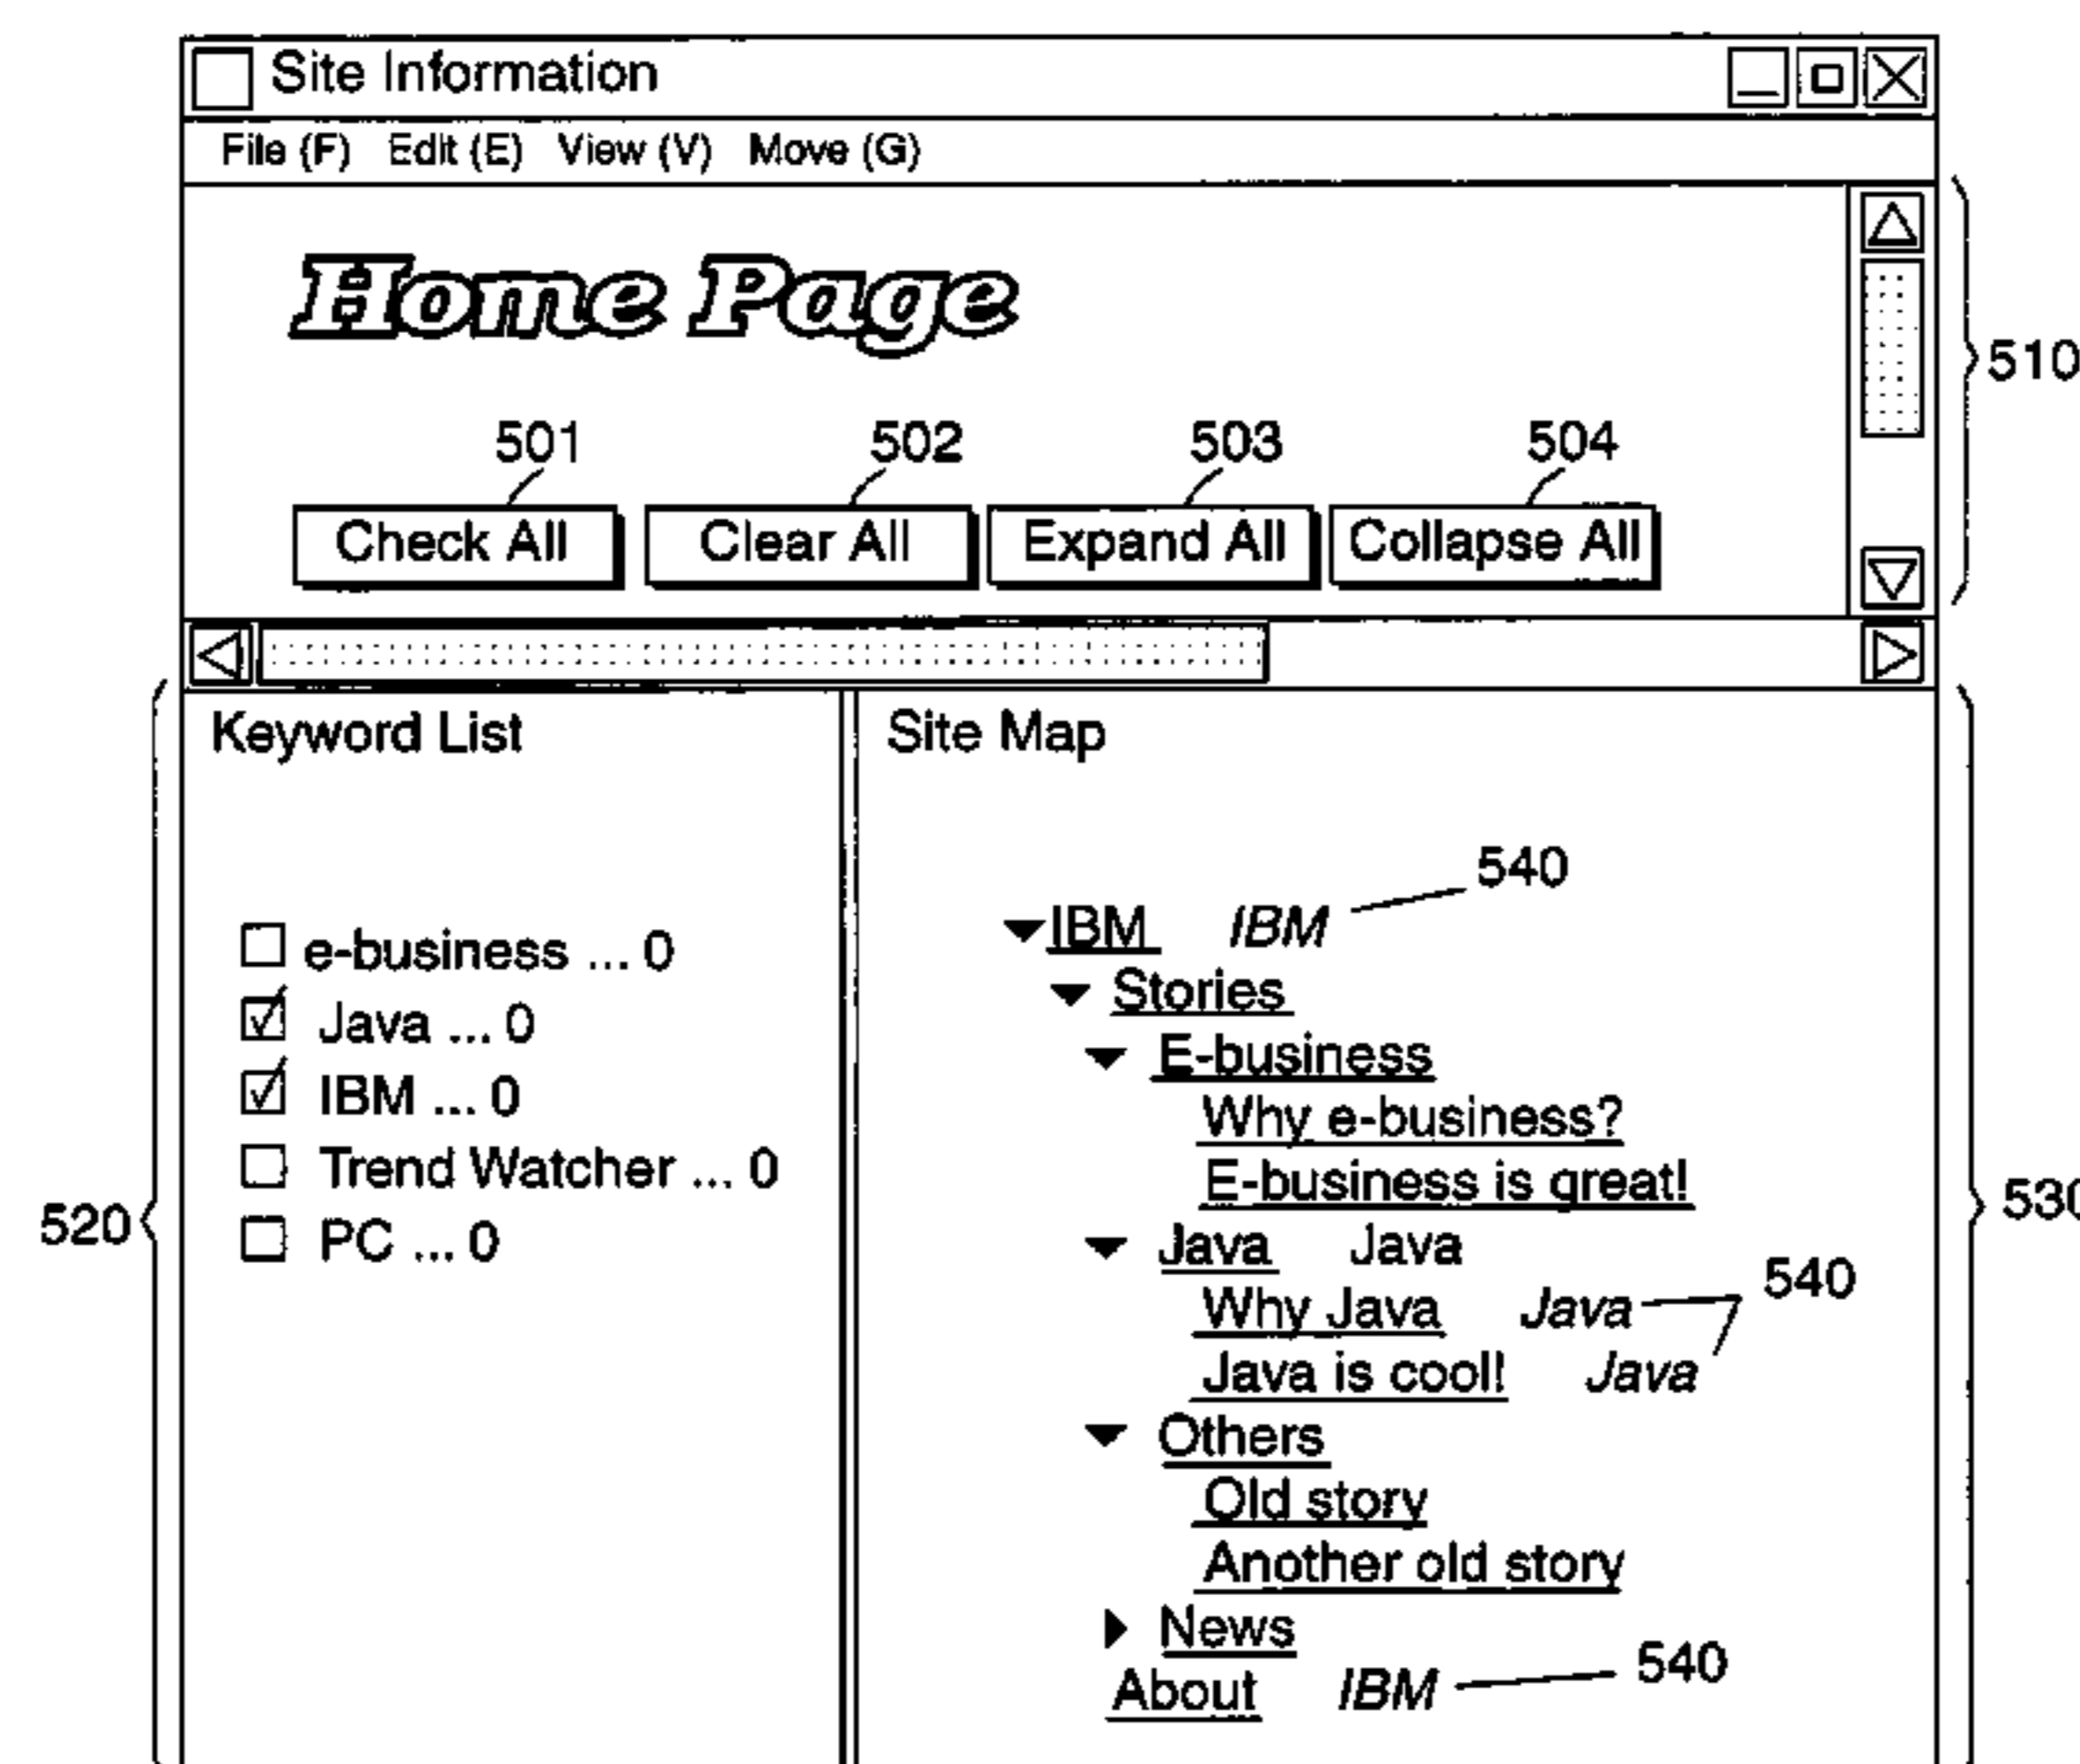 Site Information
File (F) Edit (E) View (V) Move (G)
Home Page
510
501 502 503 504
Check All Clear All Expand All Collapse All
Keyword List
e-business ... 0
Java ... 0
IBM ... 0
Trend Watcher ... 0
PC ... 0
520
Site Map
540
IBM IBM
Stories
E-business
Why e-business?
E-business is great!
Java Java
540
Why Java Java
Java is cool! Java
Others
Old story
Another old story
News
540
About IBM
530